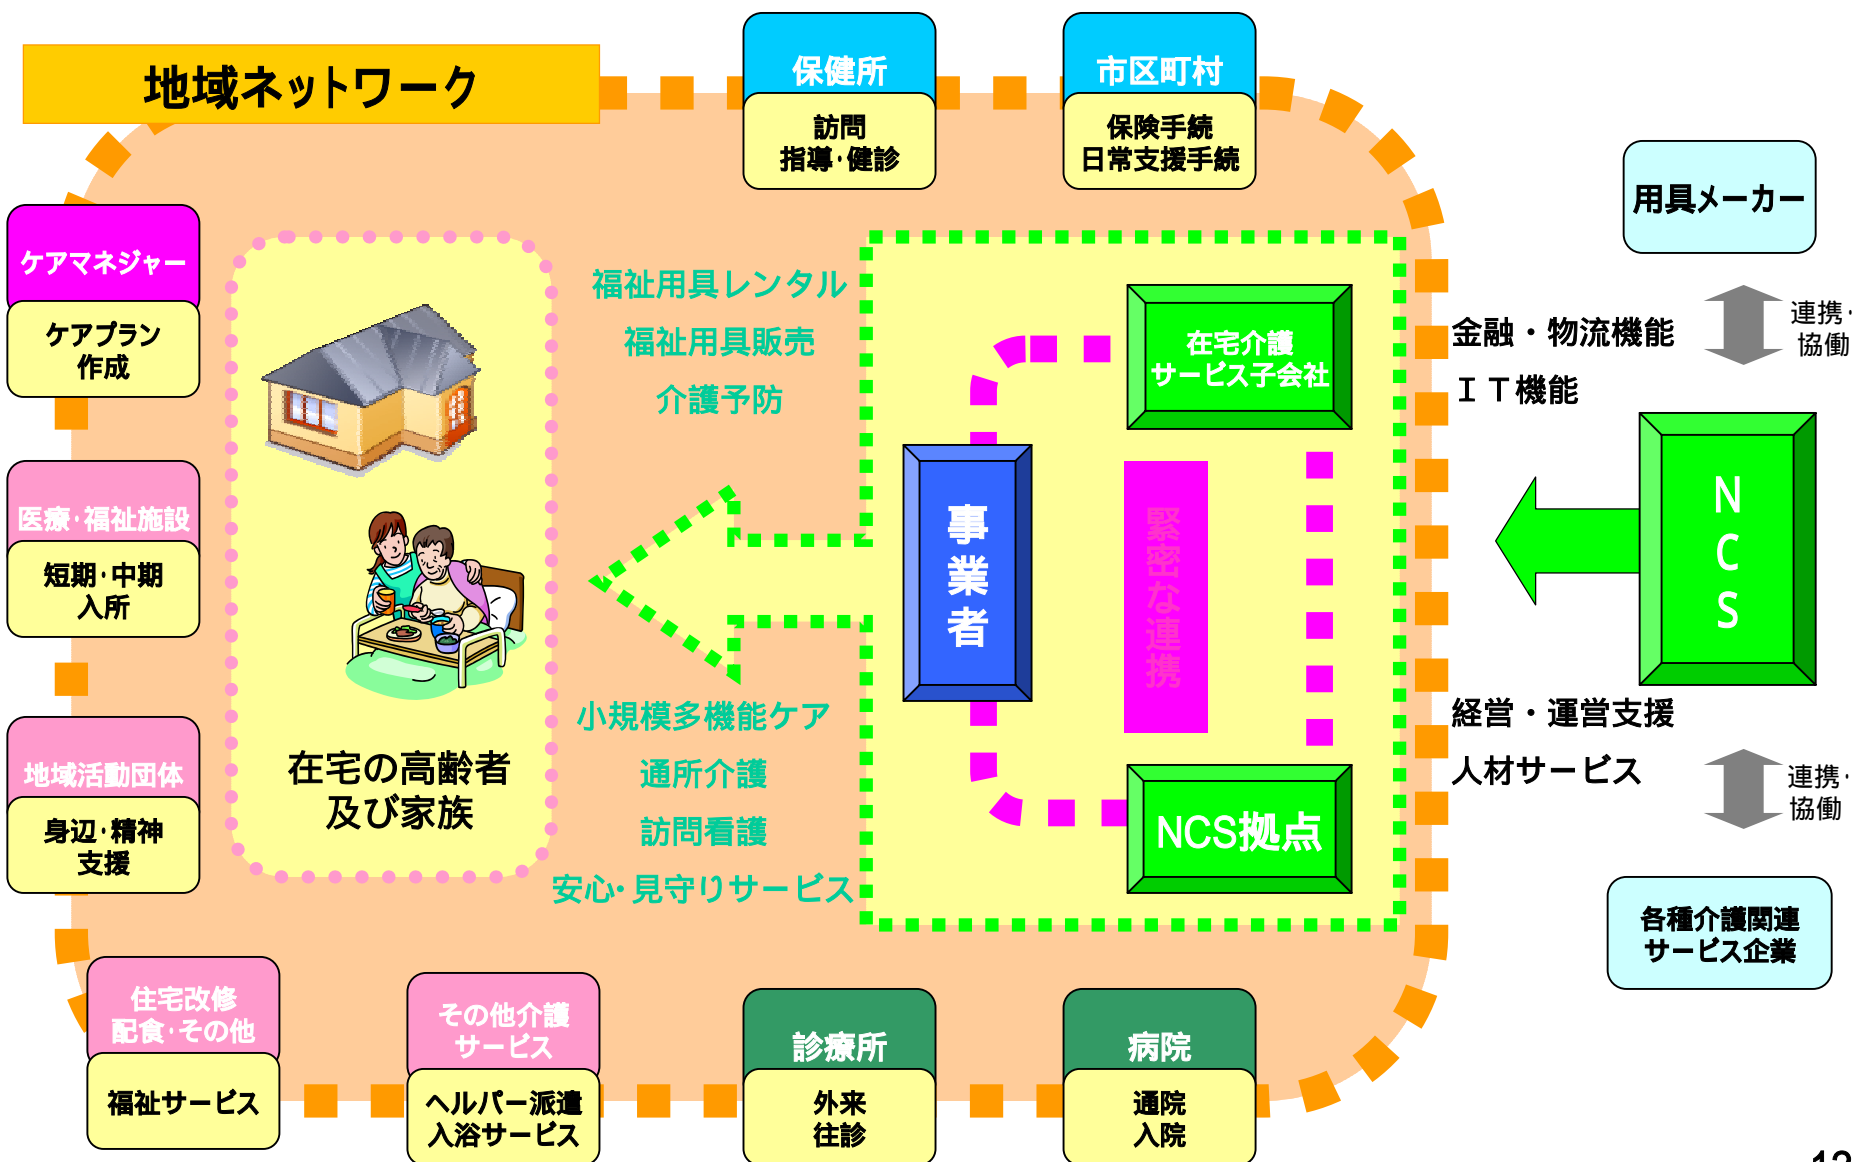 地域ネットワーク
保健所
訪問
指導・健診
市区町村
保険手続
日常支援手続
用具メーカー
連携・
協働
ケアマネジャー
ケアプラン
作成
医療・福祉施設
短期・中期
入所
地域活動団体
身辺・精神
支援
在宅の高齢者
及び家族
福祉用具レンタル
福祉用具販売
介護予防
小規模多機能ケア
通所介護
訪問看護
安心・見守りサービス
事業者
在宅介護
サービス子会社
緊密な連携
NCS拠点
金融・物流機能
IT機能
NCS
経営・運営支援
人材サービス
連携・
協働
各種介護関連
サービス企業
住宅改修
配食・その他
福祉サービス
その他介護
サービス
ヘルパー派遣
入浴サービス
診療所
外来
往診
病院
通院
入院